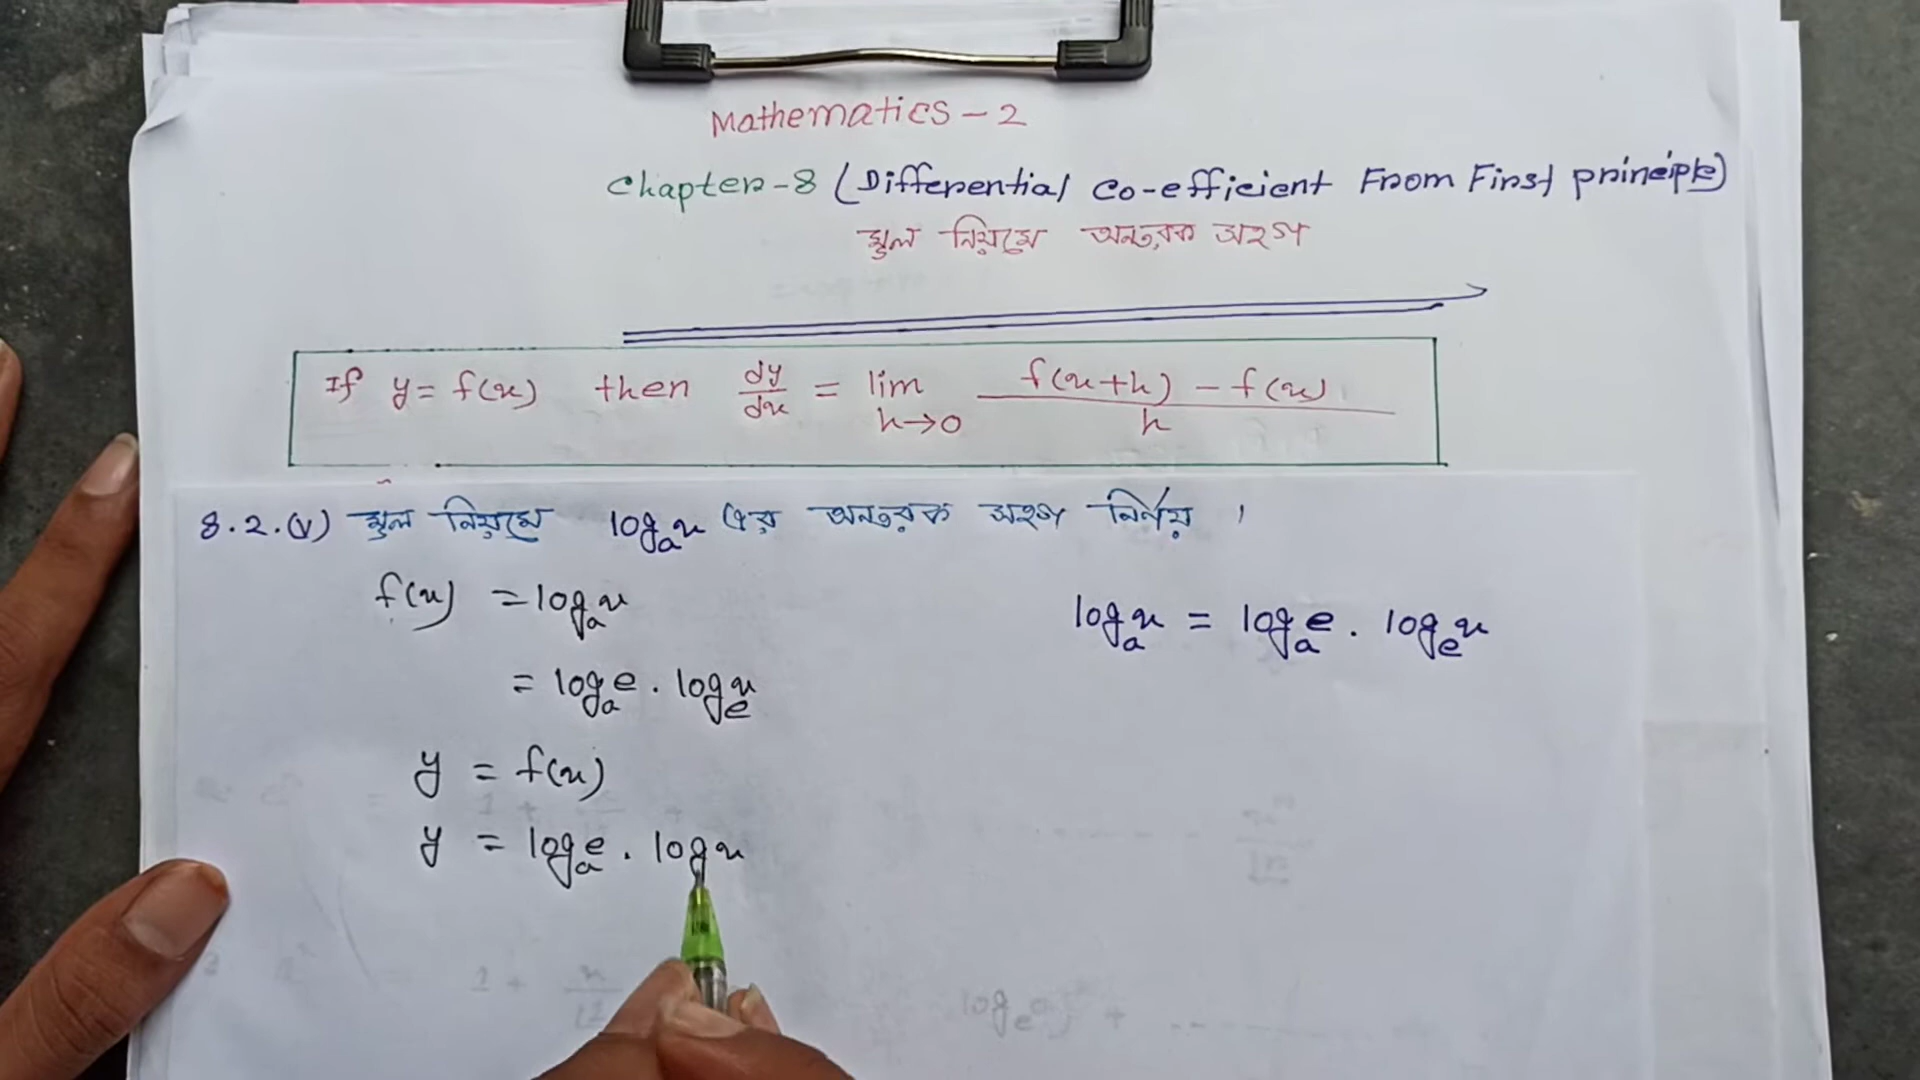 Mathematics - 2
Chapter-8 (Differential co-efficient From First principle)
মুল নিয়মে অন্তরক সহগ
If y = f(x) then dy/dx = lim h→0 f(x+h) - f(x) / h
8.2.(v) মুল নিয়মে logₐx এর অন্তরক সহগ নির্ণয় ।
f(x) = logₐx
= logₐe . logₑx
y = f(x)
y = logₐe . log x
logₐx = logₐe . logₑx